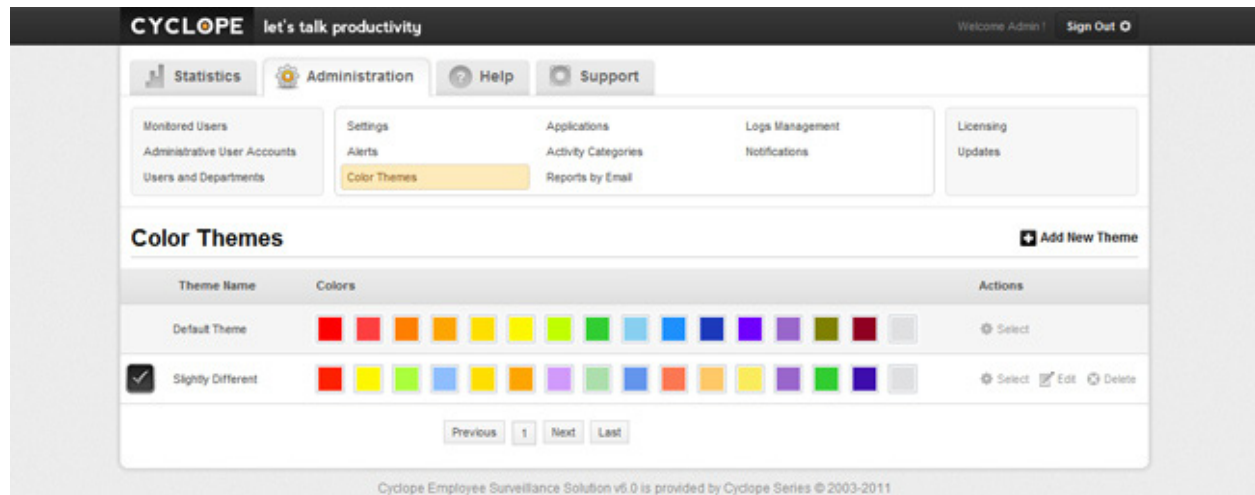 CYCLOPE let's talk productivity
Welcome Admin ! Sign Out
Statistics Administration Help Support
Monitored Users Settings Applications Logs Management Licensing
Administrative User Accounts Alerts Activity Categories Notifications Updates
Users and Departments Color Themes Reports by Email
Color Themes Add New Theme
Theme Name Colors Actions
Default Theme Select
Slightly Different Select Edit Delete
Previous 1 Next Last
Cyclope Employee Surveillance Solution v6.0 is provided by Cyclope Series © 2003-2011